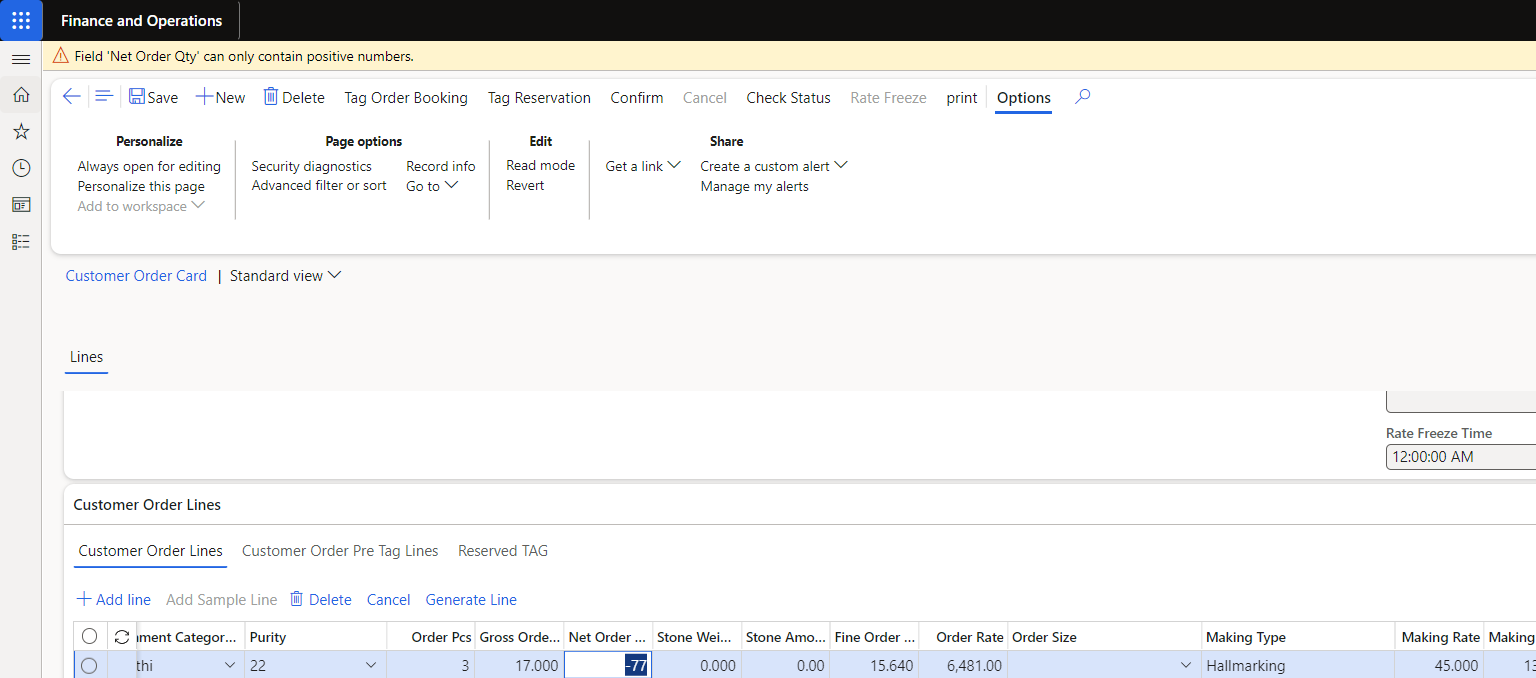 Finance and Operations
Field 'Net Order Qty' can only contain positive numbers.
Save New Delete Tag Order Booking Tag Reservation Confirm Cancel Check Status Rate Freeze print Options
Personalize Page options Edit Share
Always open for editing Security diagnostics Record info Read mode Get a link Create a custom alert
Personalize this page Advanced filter or sort Go to Revert Manage my alerts
Add to workspace
Customer Order Card | Standard view
Lines
Rate Freeze Time
12:00:00 AM
Customer Order Lines
Customer Order Lines Customer Order Pre Tag Lines Reserved TAG
Add line Add Sample Line Delete Cancel Generate Line
ment Categor... Purity Order Pcs Gross Orde... Net Order ... Stone Wei... Stone Amo... Fine Order ... Order Rate Order Size Making Type Making Rate Making
thi 22 3 17.000 -77 0.000 0.00 15.640 6,481.00 Hallmarking 45.000 13